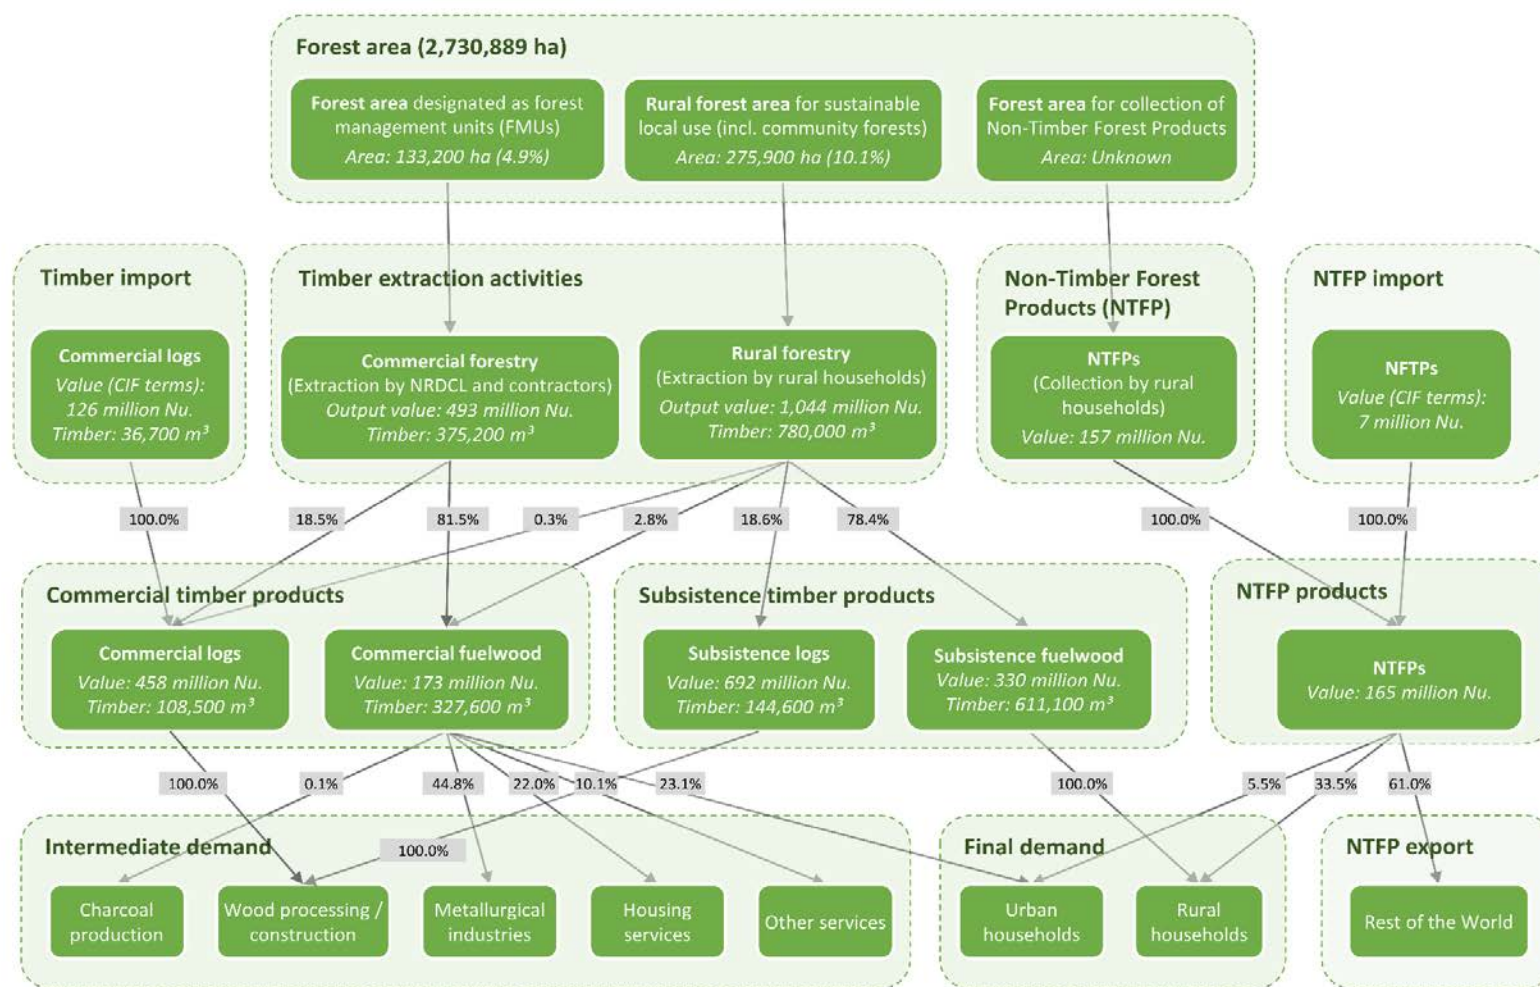 Forest area (2,730,889 ha)
Forest area designated as forest
management units (FMUs)
Area: 133,200 ha (4.9%)
Rural forest area for sustainable
local use (incl. community forests)
Area: 275,900 ha (10.1%)
Forest area for collection of
Non-Timber Forest Products
Area: Unknown
Timber import
Commercial logs
Value (CIF terms):
126 million Nu.
Timber: 36,700 m³
Timber extraction activities
Commercial forestry
(Extraction by NRDCL and contractors)
Output value: 493 million Nu.
Timber: 375,200 m³
Rural forestry
(Extraction by rural households)
Output value: 1,044 million Nu.
Timber: 780,000 m³
Non-Timber Forest
Products (NTFP)
NTFPs
(Collection by rural
households)
Value: 157 million Nu.
NTFP import
NFTPs
Value (CIF terms):
7 million Nu.
100.0%
18.5%
81.5%
0.3%
2.8%
18.6%
78.4%
100.0%
100.0%
Commercial timber products
Commercial logs
Value: 458 million Nu.
Timber: 108,500 m³
Commercial fuelwood
Value: 173 million Nu.
Timber: 327,600 m³
Subsistence timber products
Subsistence logs
Value: 692 million Nu.
Timber: 144,600 m³
Subsistence fuelwood
Value: 330 million Nu.
Timber: 611,100 m³
NTFP products
NTFPs
Value: 165 million Nu.
100.0%
0.1%
44.8%
22.0%
10.1%
23.1%
100.0%
5.5%
33.5%
61.0%
Intermediate demand
100.0%
Charcoal
production
Wood processing /
construction
Metallurgical
industries
Housing
services
Other services
Final demand
Urban
households
Rural
households
NTFP export
Rest of the World